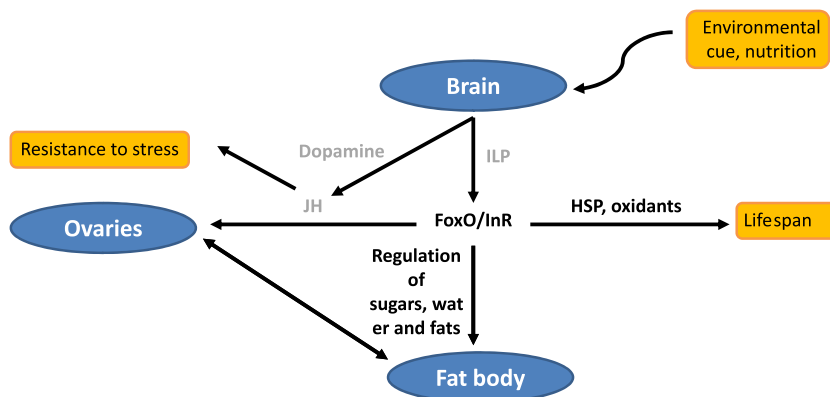 Environmental
cue, nutrition
Brain
Resistance to stress
Dopamine
ILP
JH
HSP, oxidants
FoxO/InR
Lifespan
Ovaries
Regulation
of
sugars, wat
er and fats
Fat body